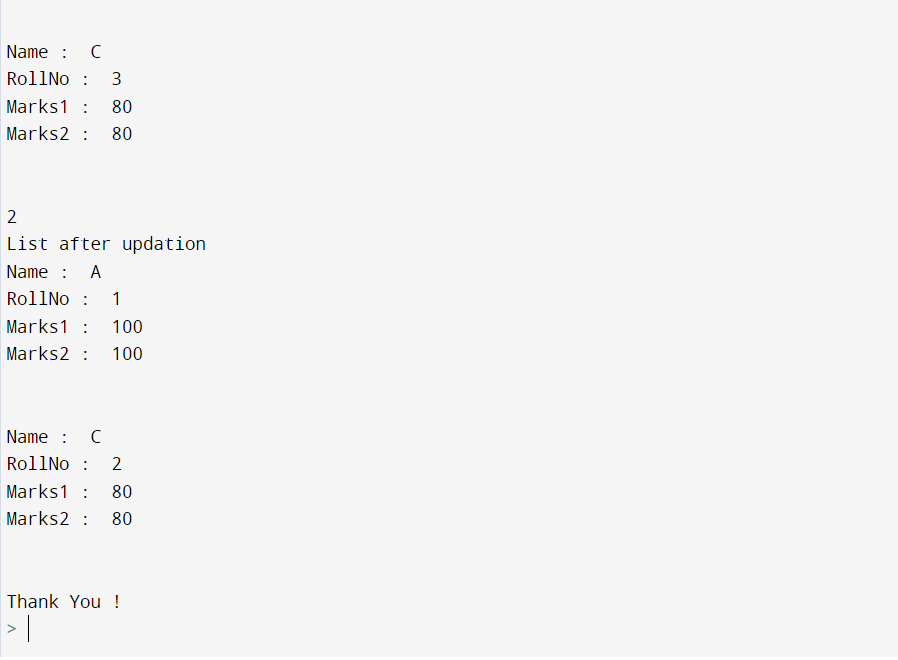 Name :  C
RollNo :  3
Marks1 :  80
Marks2 :  80
2
List after updation
Name :  A
RollNo :  1
Marks1 :  100
Marks2 :  100
Name :  C
RollNo :  2
Marks1 :  80
Marks2 :  80
Thank You !
>